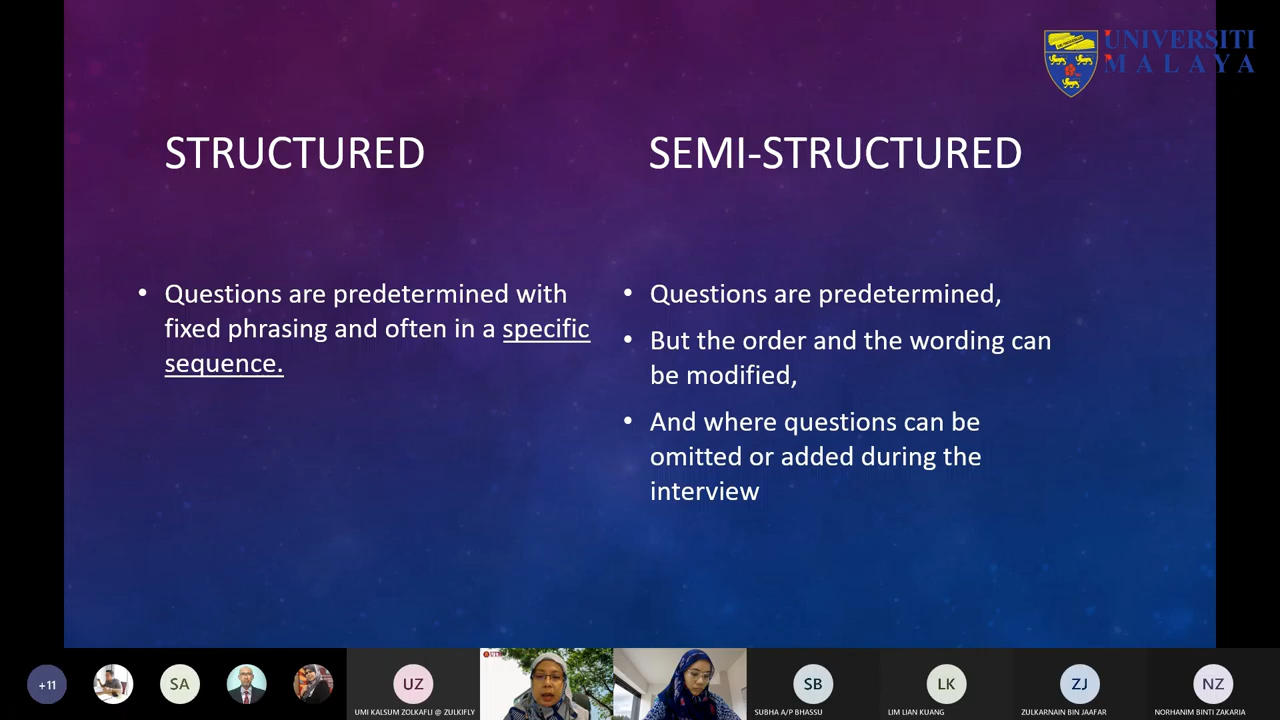 UNIVERSITI
MALAYA
STRUCTURED
• Questions are predetermined with
fixed phrasing and often in a specific
sequence.
SEMI-STRUCTURED
• Questions are predetermined,
• But the order and the wording can
be modified,
• And where questions can be
omitted or added during the
interview
+11
SA
UZ
UMI KALSUM ZOLKAFLI @ ZULKIFLY
SB
SUBHA A/P BHASSU
LK
LIM LIAN KUANG
ZJ
ZULKARNAIN BIN JAAFAR
NZ
NORHANIM BINTI ZAKARIA